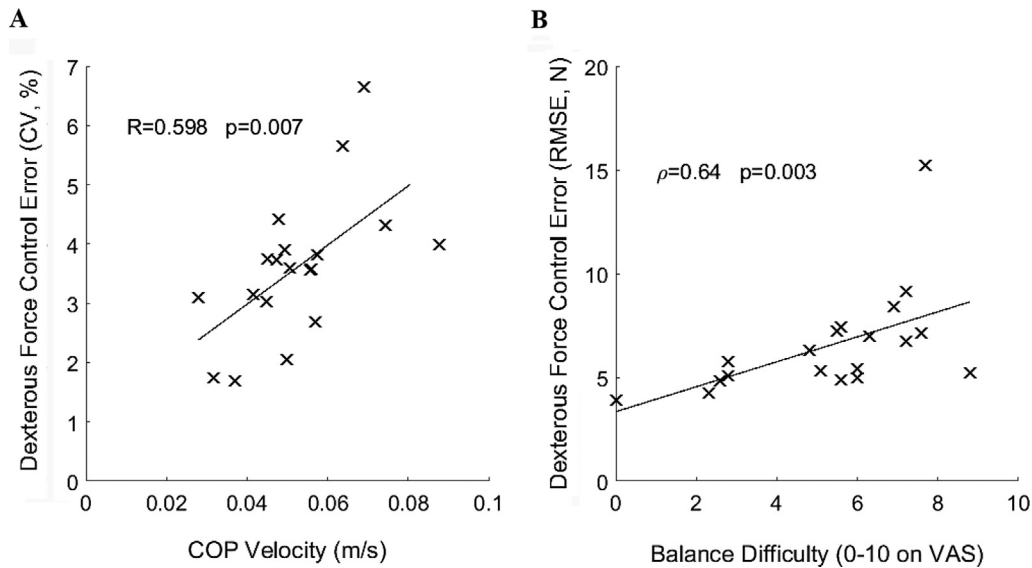 A
Dexterous Force Control Error (CV, %)
7
6
5
4
3
2
1
0
R=0.598 p=0.007
0 0.02 0.04 0.06 0.08 0.1
COP Velocity (m/s)
B
Dexterous Force Control Error (RMSE, N)
20
15
10
5
0
ρ=0.64 p=0.003
0 2 4 6 8 10
Balance Difficulty (0-10 on VAS)